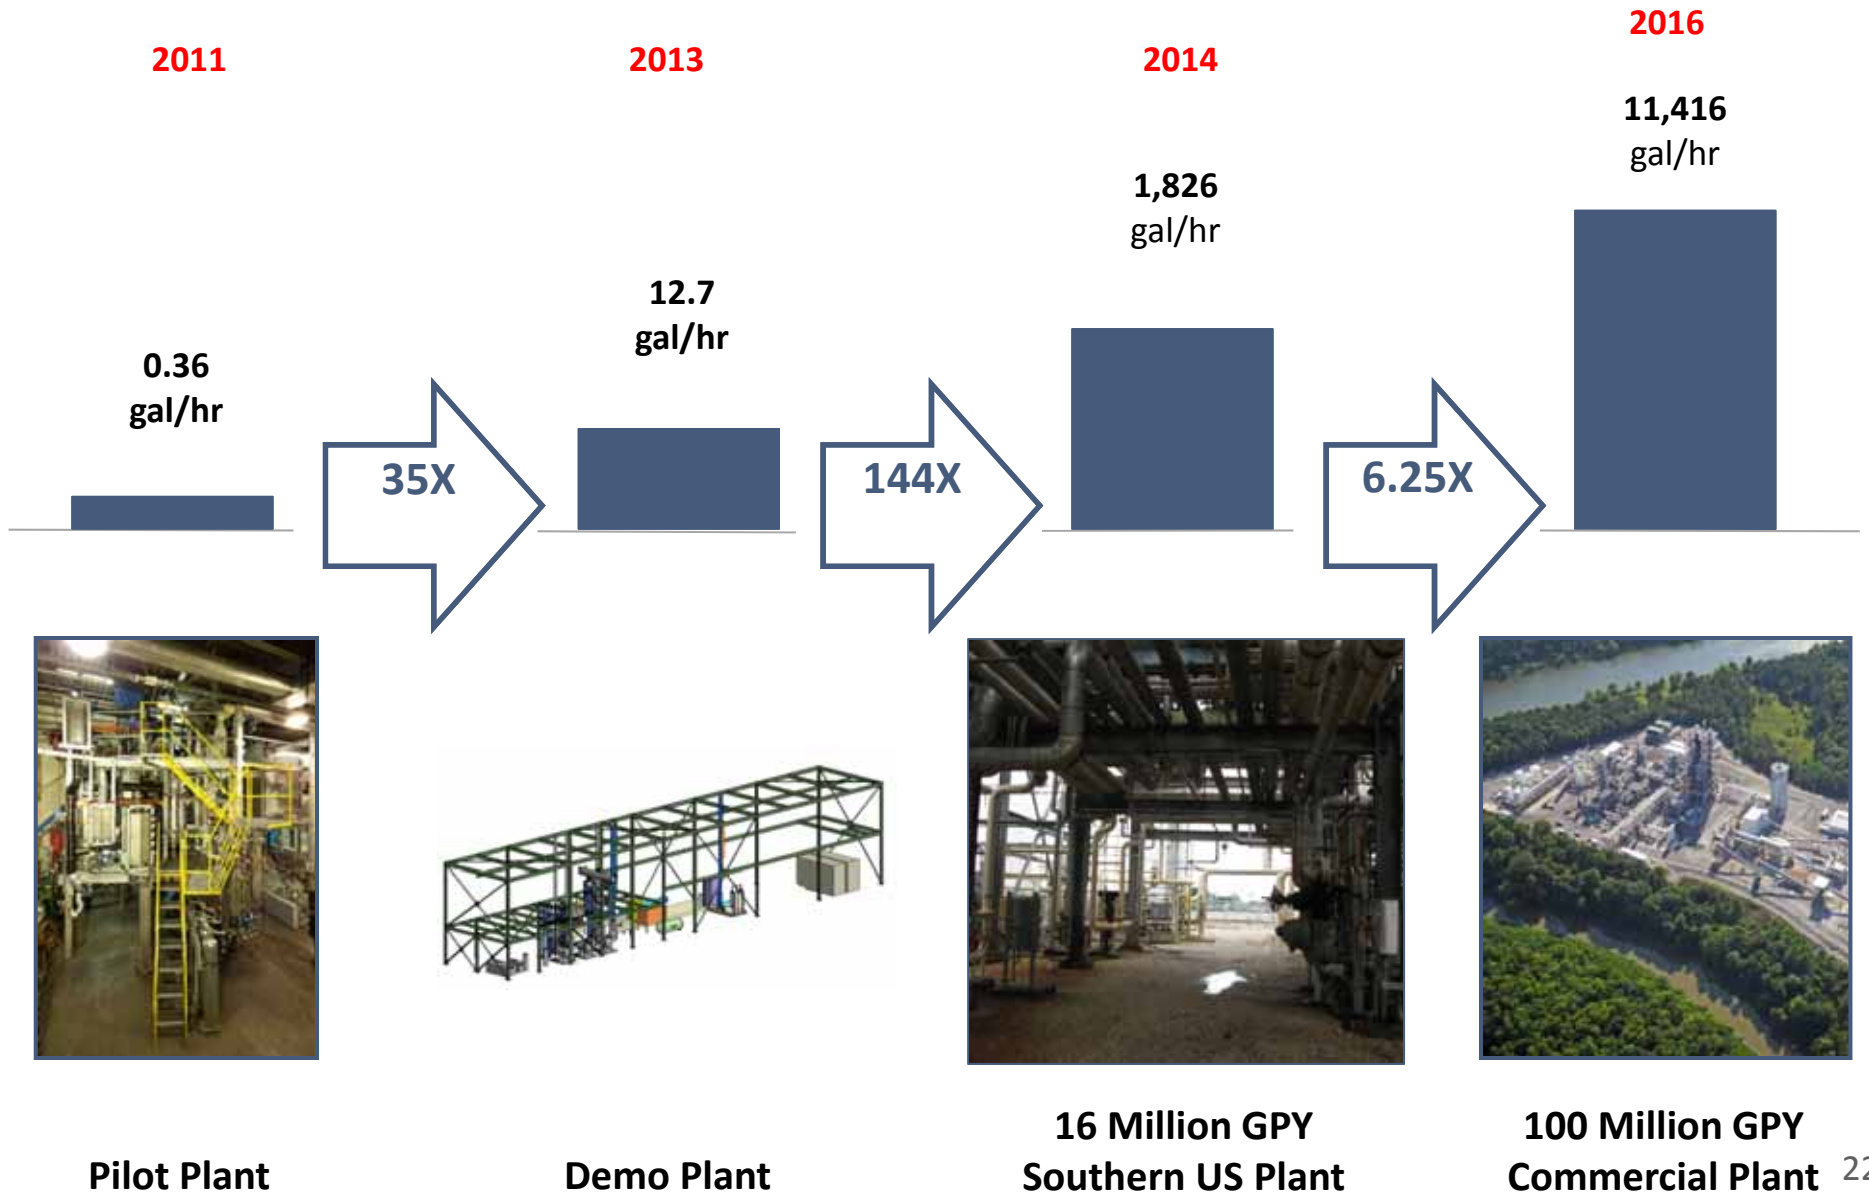 2011
2013
2014
2016
0.36
gal/hr
12.7
gal/hr
1,826
gal/hr
11,416
gal/hr
35X
144X
6.25X
Pilot Plant
Demo Plant
16 Million GPY
Southern US Plant
100 Million GPY
Commercial Plant
22